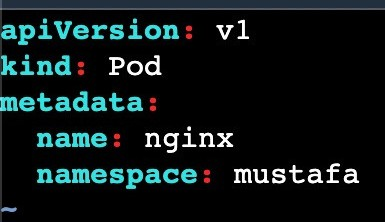 apiVersion: v1
kind: Pod
metadata:
  name: nginx
  namespace: mustafa
~